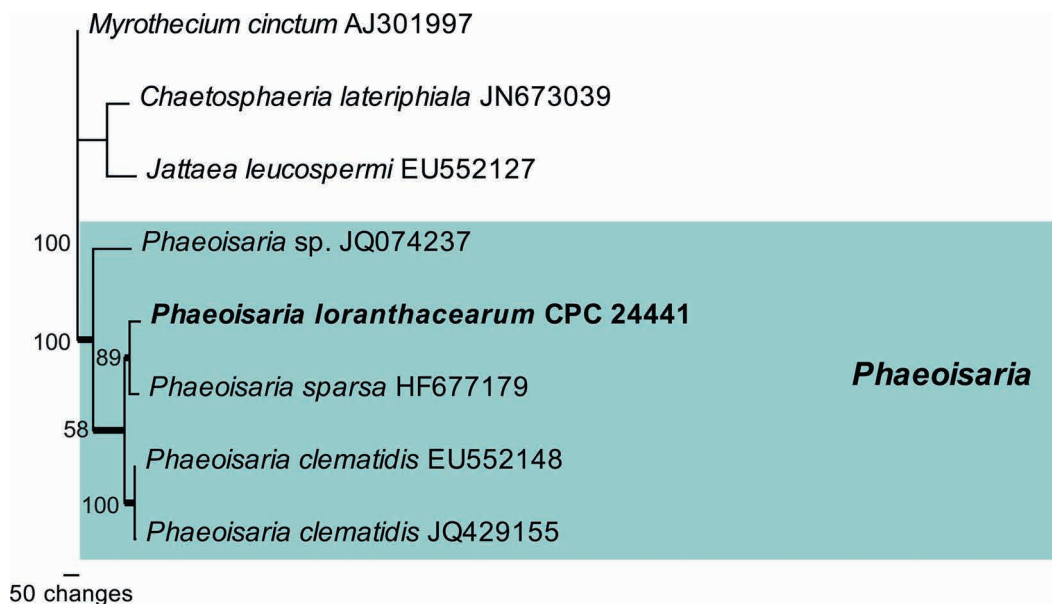 Myrothecium cinctum AJ301997
Chaetosphaeria lateriphiala JN673039
Jattaea leucospermi EU552127
100
Phaeoisaria sp. JQ074237
Phaeoisaria loranthacearum CPC 24441
100
89
Phaeoisaria
Phaeoisaria sparsa HF677179
58
Phaeoisaria clematidis EU552148
100
Phaeoisaria clematidis JQ429155
50 changes